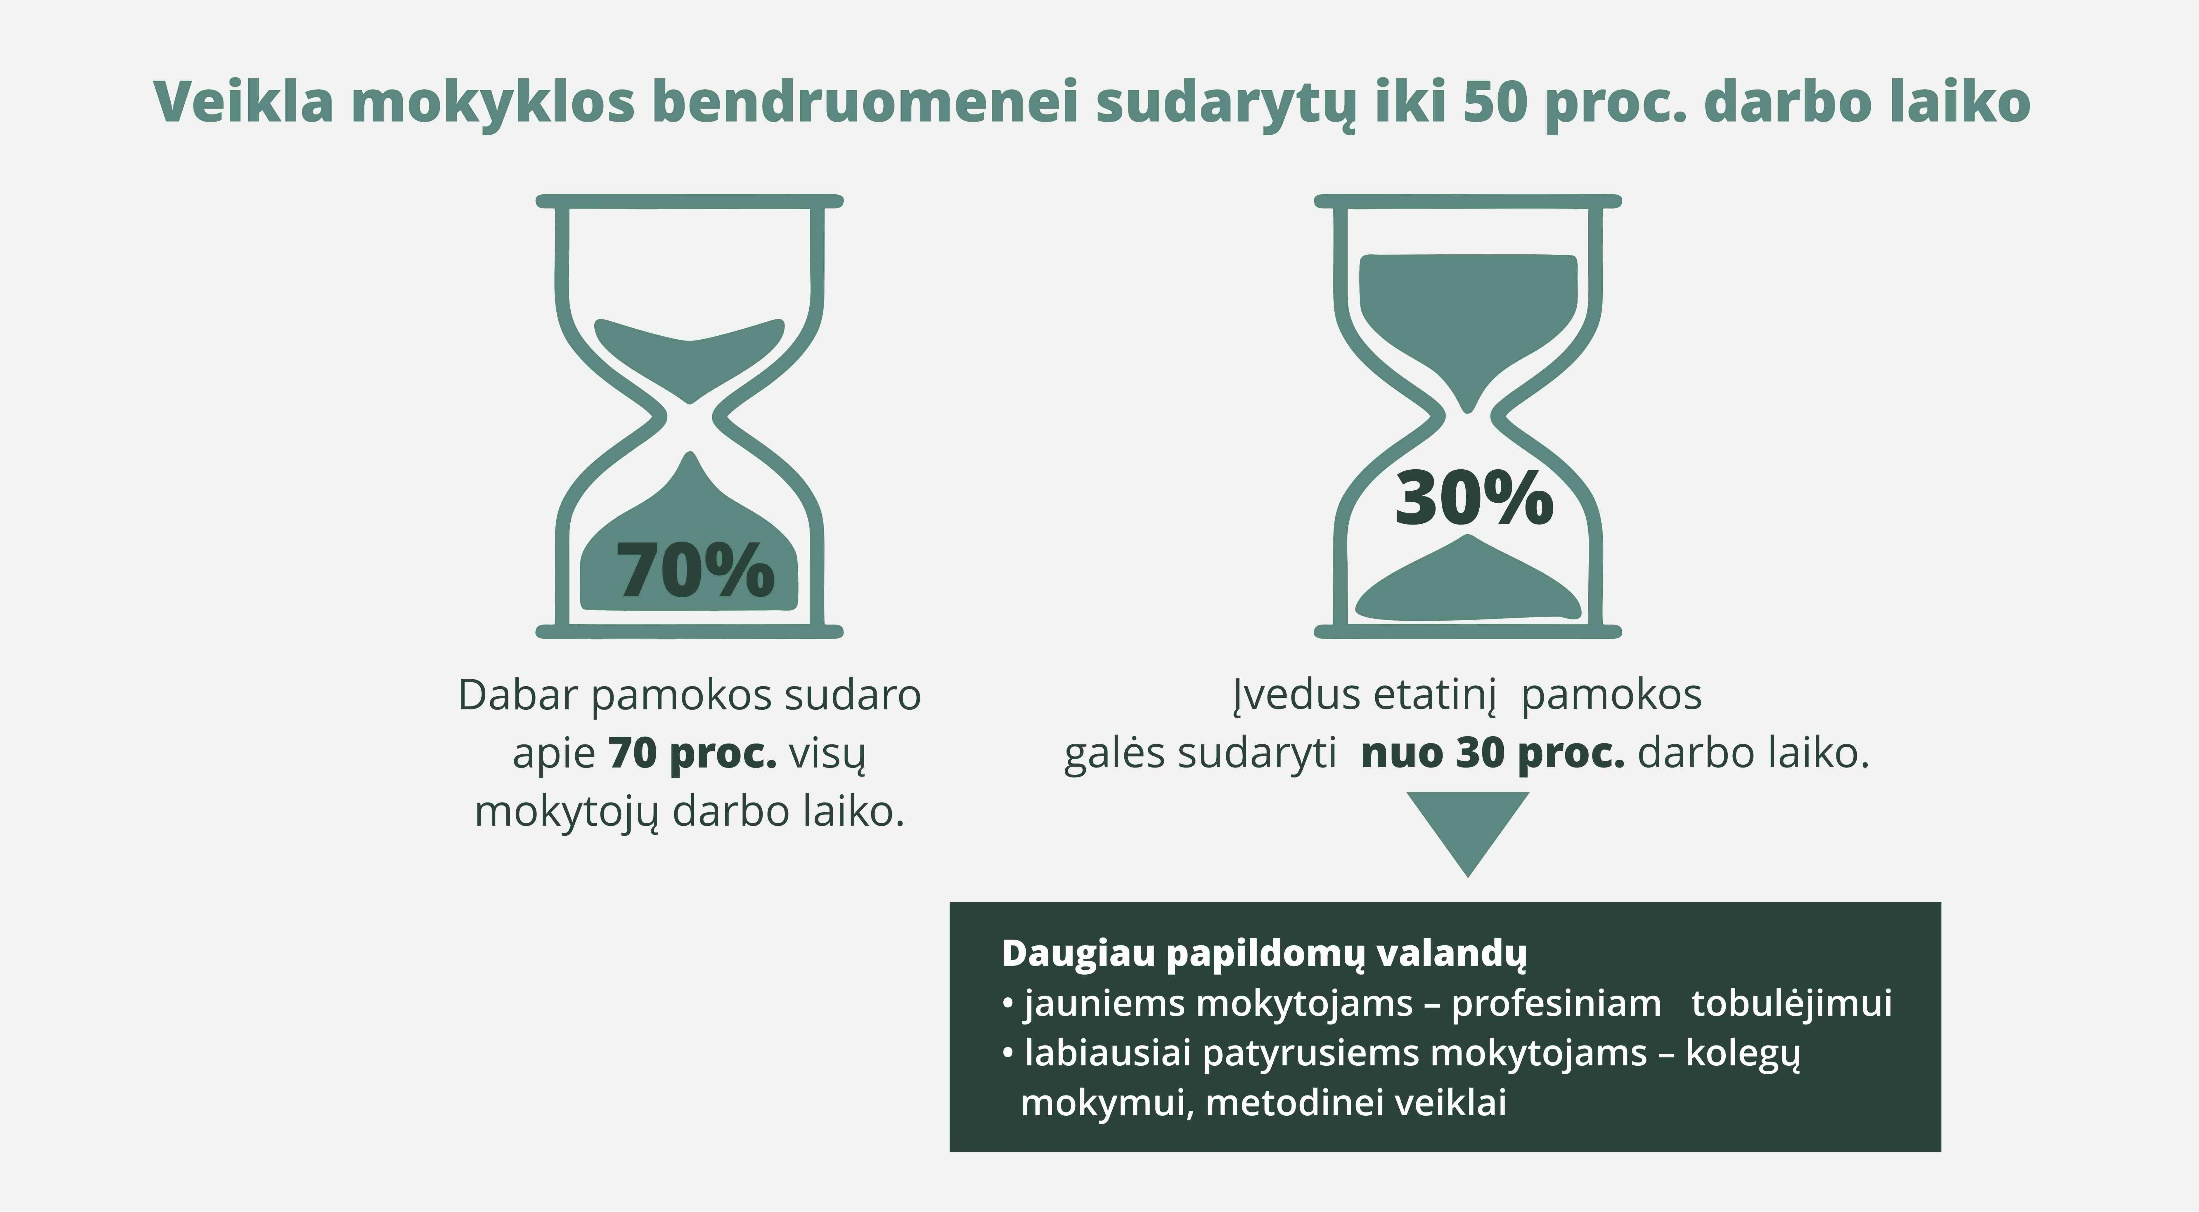 Veikla mokyklos bendruomenei sudarytų iki 50 proc. darbo laiko
70%
Dabar pamokos sudaro
apie 70 proc. visų
mokytojų darbo laiko.
30%
Įvedus etatinį pamokos
galės sudaryti nuo 30 proc. darbo laiko.
Daugiau papildomų valandų
• jauniems mokytojams – profesiniam tobulėjimui
• labiausiai patyrusiems mokytojams – kolegų
mokymui, metodinei veiklai